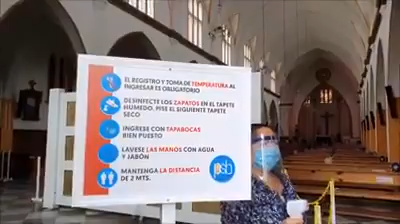 EL REGISTRO Y TOMA DE TEMPERATURA AL
INGRESAR ES OBLIGATORIO
DESINFECTE LOS ZAPATOS EN EL TAPETE
HUMEDO, PISE EL SIGUIENTE TAPETE
SECO
INGRESE CON TAPABOCAS
BIEN PUESTO
LAVESE LAS MANOS CON AGUA
Y JABÓN
MANTENGA LA DISTANCIA
DE 2 MTS.
psb